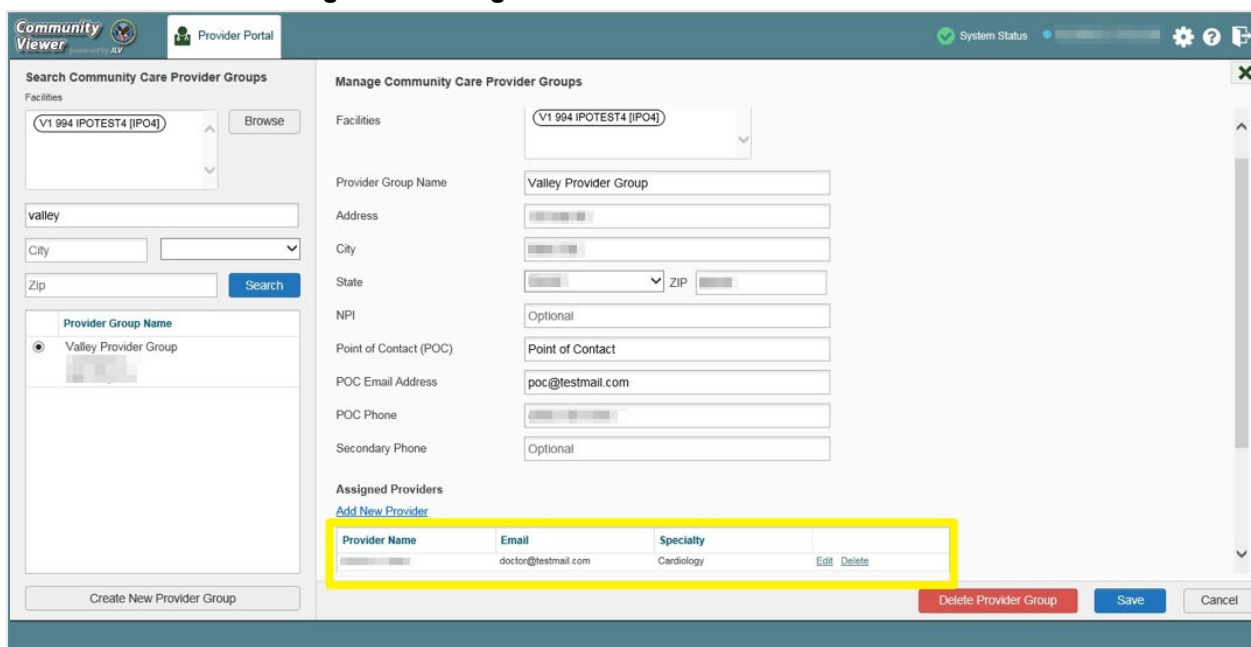 Community
Viewer powered by JLV
Provider Portal
System Status
Search Community Care Provider Groups
Facilities
V1 994 IPOTEST4 [IPO4]
Browse
valley
City
Zip
Search
Provider Group Name
Valley Provider Group
Create New Provider Group
Manage Community Care Provider Groups
Facilities
V1 994 IPOTEST4 [IPO4]
Provider Group Name Valley Provider Group
Address
City
State ZIP
NPI Optional
Point of Contact (POC) Point of Contact
POC Email Address poc@testmail.com
POC Phone
Secondary Phone Optional
Assigned Providers
Add New Provider
Provider Name Email Specialty
doctor@testmail.com Cardiology Edit Delete
Delete Provider Group Save Cancel